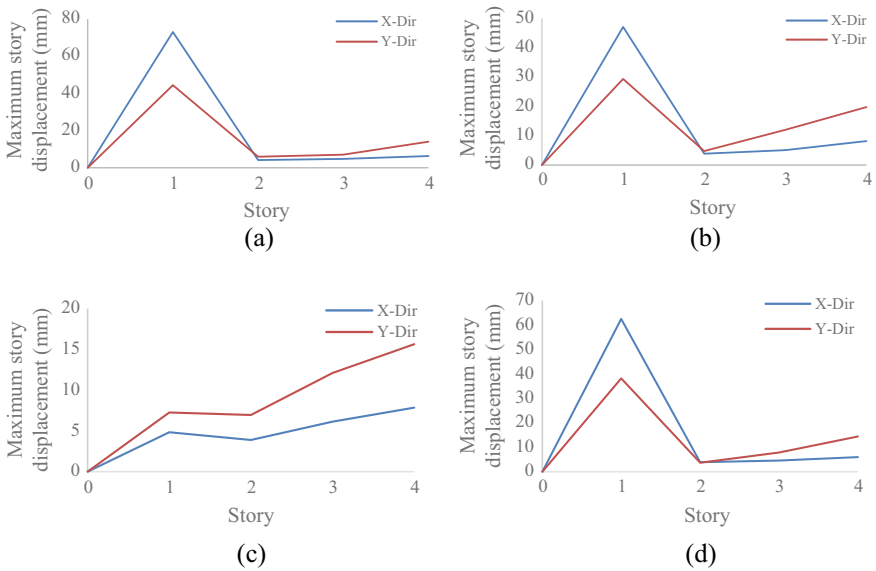 80
60
40
20
0
Maximum story
displacement (mm)
X-Dir
Y-Dir
0 1 2 3 4
Story
(a)
50
40
30
20
10
0
Maximum story
displacement (mm)
X-Dir
Y-Dir
0 1 2 3 4
Story
(b)
20
15
10
5
0
Maximum story
displacement (mm)
X-Dir
Y-Dir
0 1 2 3 4
Story
(c)
70
60
50
40
30
20
10
0
Maximum story
displacement (mm)
X-Dir
Y-Dir
0 1 2 3 4
Story
(d)